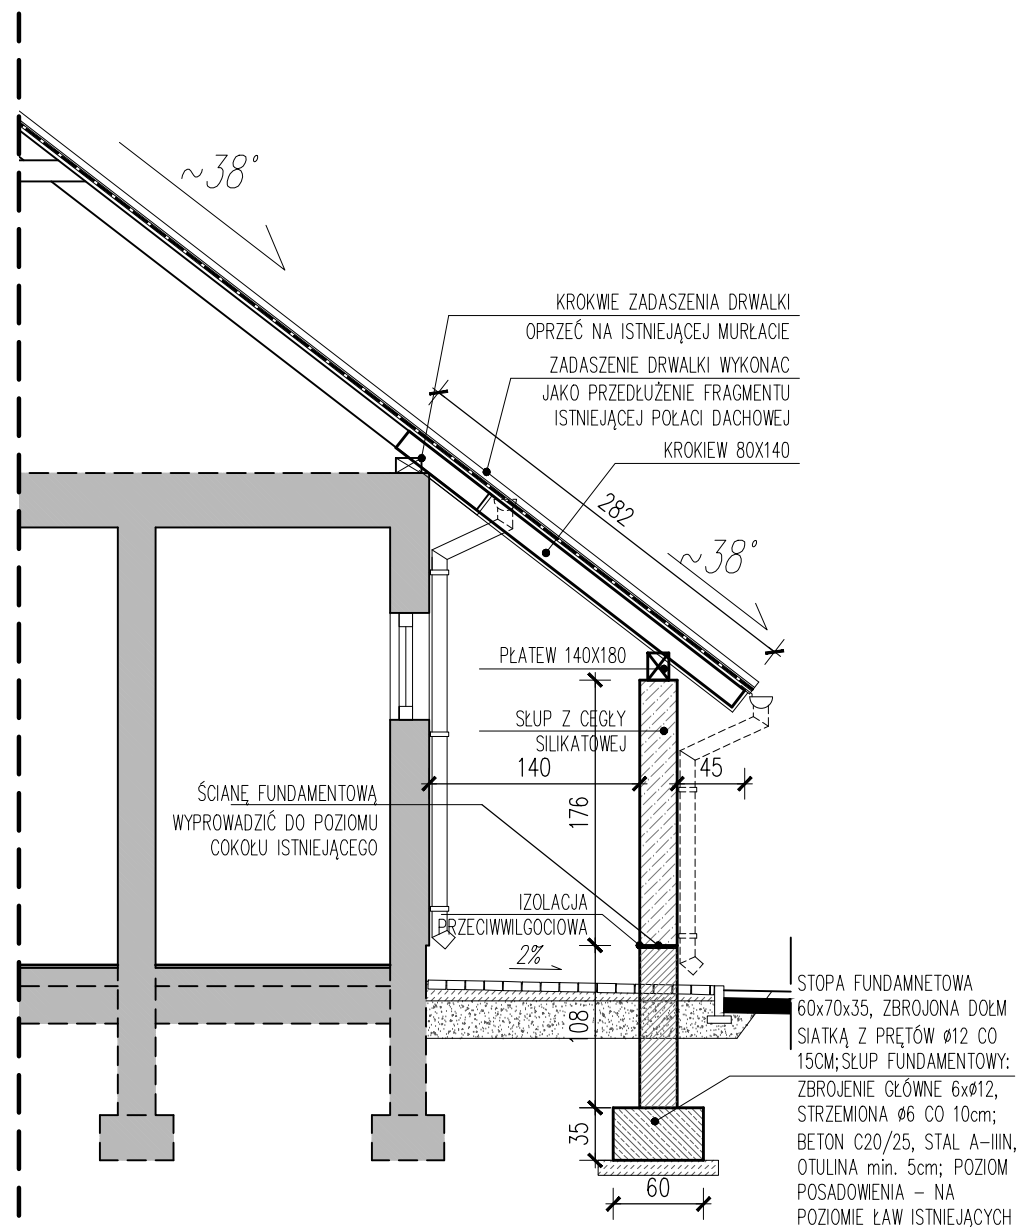 ~38°
KROKWIE ZADASZENIA DRWALKI
OPRZEĆ NA ISTNIEJĄCEJ MURŁACIE
ZADASZENIE DRWALKI WYKONAC
JAKO PRZEDŁUŻENIE FRAGMENTU
ISTNIEJĄCEJ POŁACI DACHOWEJ
KROKIEW 80X140
282
~38°
PŁATEW 140X180
SŁUP Z CEGŁY
SILIKATOWEJ
140
45
176
ŚCIANĘ FUNDAMENTOWĄ
WYPROWADZIĆ DO POZIOMU
COKOŁU ISTNIEJĄCEGO
IZOLACJA
PRZECIWWILGOCIOWA
2%
108
STOPA FUNDAMNETOWA
60x70x35, ZBROJONA DOŁM
SIATKĄ Z PRĘTÓW ø12 CO
15CM; SŁUP FUNDAMENTOWY:
ZBROJENIE GŁÓWNE 6xø12,
STRZEMIONA ø6 CO 10cm;
BETON C20/25, STAL A-IIIN,
OTULINA min. 5cm; POZIOM
POSADOWIENIA - NA
POZIOMIE ŁAW ISTNIEJĄCYCH
35
60